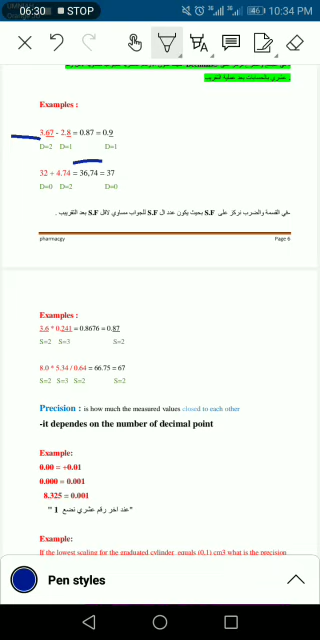 06:30 STOP 10:34 PM
. عشري بالحسابات بعد عملية التقريب
Examples :
3.67 - 2.8 = 0.87 = 0.9
D=2 D=1 D=1
32 + 4.74 = 36,74 = 37
D=0 D=2 D=0
-في القسمة والضرب نركز على S.F بحيث يكون عدد ال S.F للجواب مساوي لاقل S.F بعد التقريب .
pharmacgy Page 6
Examples :
3.6 * 0.241 = 0.8676 = 0.87
S=2 S=3 S=2
8.0 * 5.34 / 0.64 = 66.75 = 67
S=2 S=3 S=2 S=2
Precision : is how much the measured values closed to each other
-it dependes on the number of decimal point
Example:
0.00 = +0.01
0.000 = 0.001
8.325 = 0.001
"عند اخر رقم عشري نضع 1 "
Example:
If the lowest scaling for the graduated cylinder equals (0.1) cm3 what is the precision
Pen styles